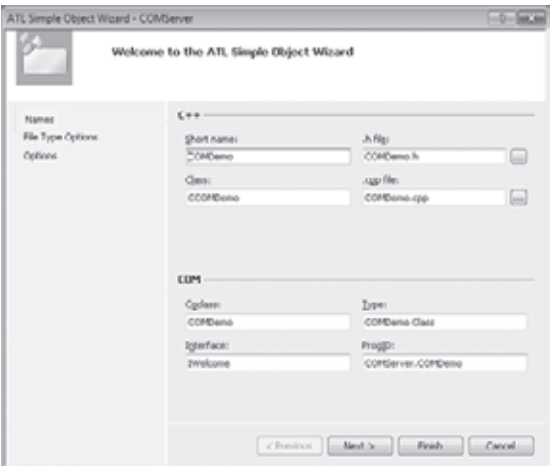 ATL Simple Object Wizard - COMServer
Welcome to the ATL Simple Object Wizard
Names
File Type Options
Options
C++
Short name:
.h file:
COMDemo
COMDemo.h
...
Class:
.cpp file:
CCOMDemo
COMDemo.cpp
...
COM
Coclass:
Type:
COMDemo
COMDemo Class
Interface:
ProgID:
IWelcome
COMServer.COMDemo
< Previous
Next >
Finish
Cancel